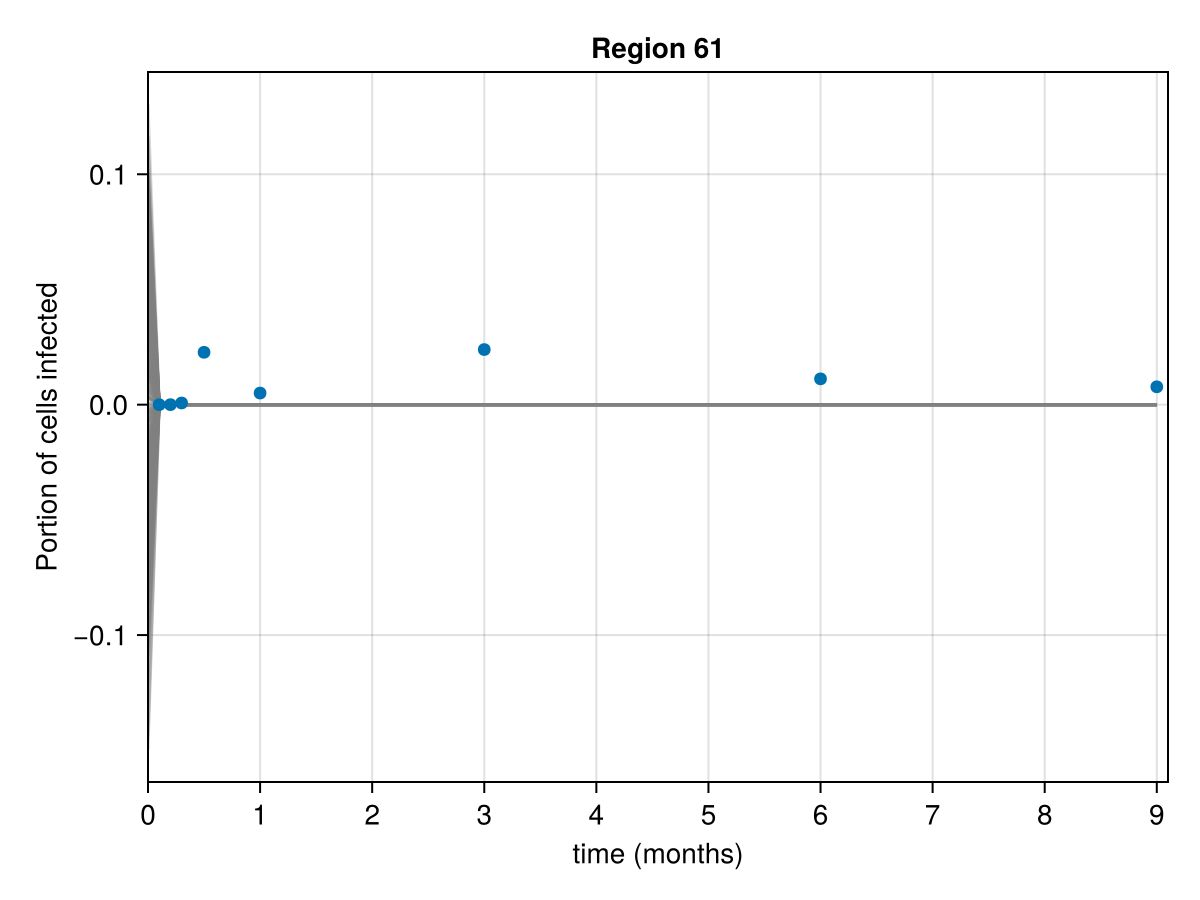 Region 61
Portion of cells infected
0.1
0.0
−0.1
0 1 2 3 4 5 6 7 8 9
time (months)